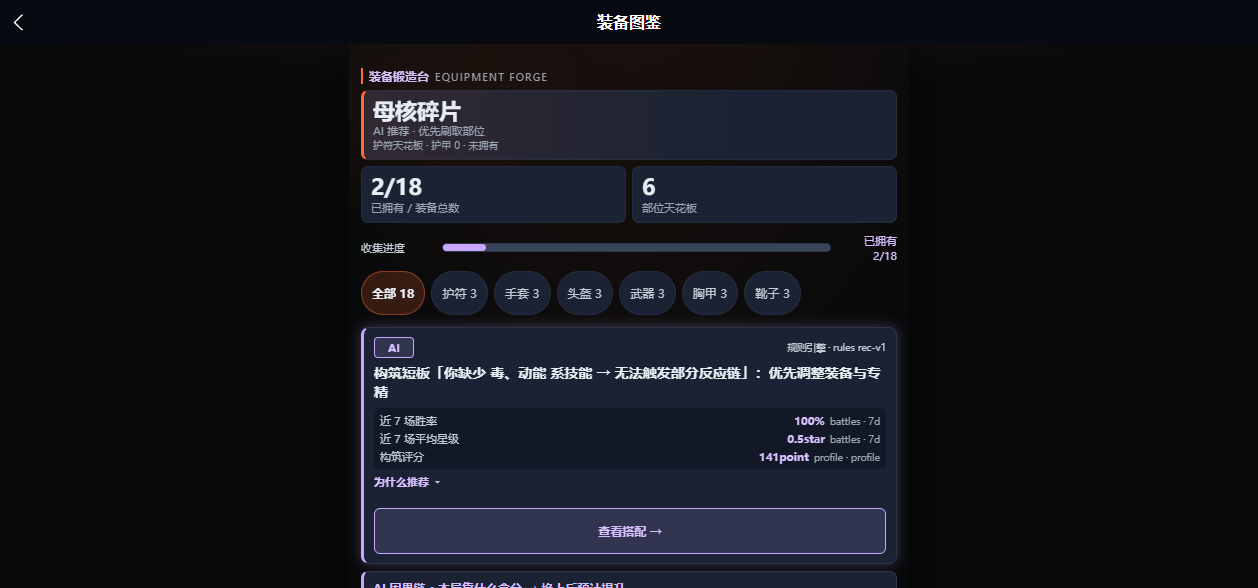 装备图鉴
装备锻造台 EQUIPMENT FORGE
母核碎片
AI 推荐 · 优先刷取部位
护符天花板 · 护甲 0 · 未拥有
2/18
已拥有 / 装备总数
6
部位天花板
收集进度
已拥有
2/18
全部 18
护符 3
手套 3
头盔 3
武器 3
胸甲 3
靴子 3
AI
规则引擎 · rules rec-v1
构筑短板「你缺少 毒、动能 系技能 → 无法触发部分反应链」：优先调整装备与专
精
近 7 场胜率 100% battles · 7d
近 7 场平均星级 0.5star battles · 7d
构筑评分 141point profile · profile
为什么推荐
查看搭配 →